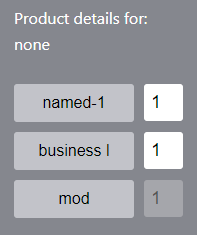 Product details for:
none
named-1 1
business l 1
mod 1